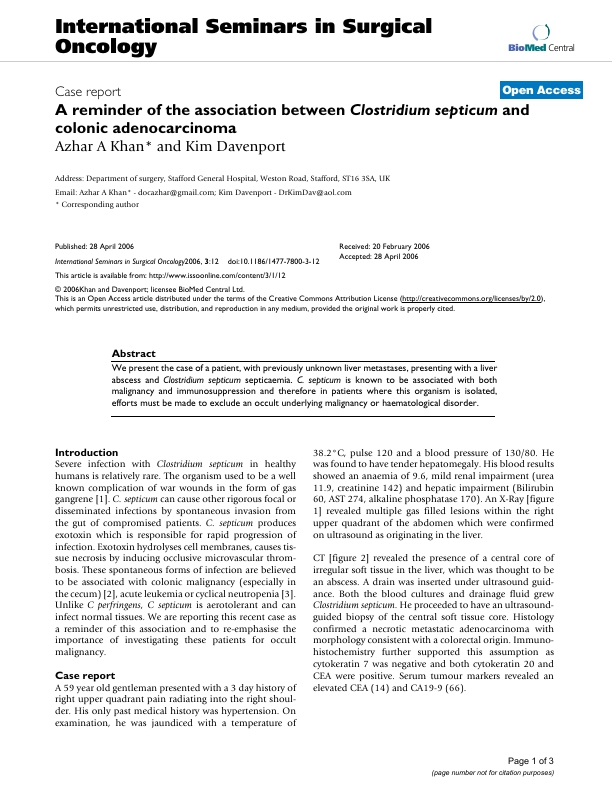 International Seminars in Surgical
Oncology
BioMed Central
Case report
Open Access
A reminder of the association between Clostridium septicum and
colonic adenocarcinoma
Azhar A Khan* and Kim Davenport
Address: Department of surgery, Stafford General Hospital, Weston Road, Stafford, ST16 3SA, UK
Email: Azhar A Khan* - docazhar@gmail.com; Kim Davenport - DrKimDav@aol.com
* Corresponding author
Published: 28 April 2006
International Seminars in Surgical Oncology2006, 3:12 doi:10.1186/1477-7800-3-12
This article is available from: http://www.issoonline.com/content/3/1/12
Received: 20 February 2006
Accepted: 28 April 2006
© 2006Khan and Davenport; licensee BioMed Central Ltd.
This is an Open Access article distributed under the terms of the Creative Commons Attribution License (http://creativecommons.org/licenses/by/2.0),
which permits unrestricted use, distribution, and reproduction in any medium, provided the original work is properly cited.
Abstract
We present the case of a patient, with previously unknown liver metastases, presenting with a liver
abscess and Clostridium septicum septicaemia. C. septicum is known to be associated with both
malignancy and immunosuppression and therefore in patients where this organism is isolated,
efforts must be made to exclude an occult underlying malignancy or haematological disorder.
Introduction
Severe infection with Clostridium septicum in healthy
humans is relatively rare. The organism used to be a well
known complication of war wounds in the form of gas
gangrene [1]. C. septicum can cause other rigorous focal or
disseminated infections by spontaneous invasion from
the gut of compromised patients. C. septicum produces
exotoxin which is responsible for rapid progression of
infection. Exotoxin hydrolyses cell membranes, causes tis-
sue necrosis by inducing occlusive microvascular throm-
bosis. These spontaneous forms of infection are believed
to be associated with colonic malignancy (especially in
the cecum) [2], acute leukemia or cyclical neutropenia [3].
Unlike C perfringens, C septicum is aerotolerant and can
infect normal tissues. We are reporting this recent case as
a reminder of this association and to re-emphasise the
importance of investigating these patients for occult
malignancy.
Case report
A 59 year old gentleman presented with a 3 day history of
right upper quadrant pain radiating into the right shoul-
der. His only past medical history was hypertension. On
examination, he was jaundiced with a temperature of
38.2°C, pulse 120 and a blood pressure of 130/80. He
was found to have tender hepatomegaly. His blood results
showed an anaemia of 9.6, mild renal impairment (urea
11.9, creatinine 142) and hepatic impairment (Bilirubin
60, AST 274, alkaline phosphatase 170). An X-Ray [figure
1] revealed multiple gas filled lesions within the right
upper quadrant of the abdomen which were confirmed
on ultrasound as originating in the liver.
CT [figure 2] revealed the presence of a central core of
irregular soft tissue in the liver, which was thought to be
an abscess. A drain was inserted under ultrasound guid-
ance. Both the blood cultures and drainage fluid grew
Clostridium septicum. He proceeded to have an ultrasound-
guided biopsy of the central soft tissue core. Histology
confirmed a necrotic metastatic adenocarcinoma with
morphology consistent with a colorectal origin. Immuno-
histochemistry further supported this assumption as
cytokeratin 7 was negative and both cytokeratin 20 and
CEA were positive. Serum tumour markers revealed an
elevated CEA (14) and CA19-9 (66).
Page 1 of 3
(page number not for citation purposes)